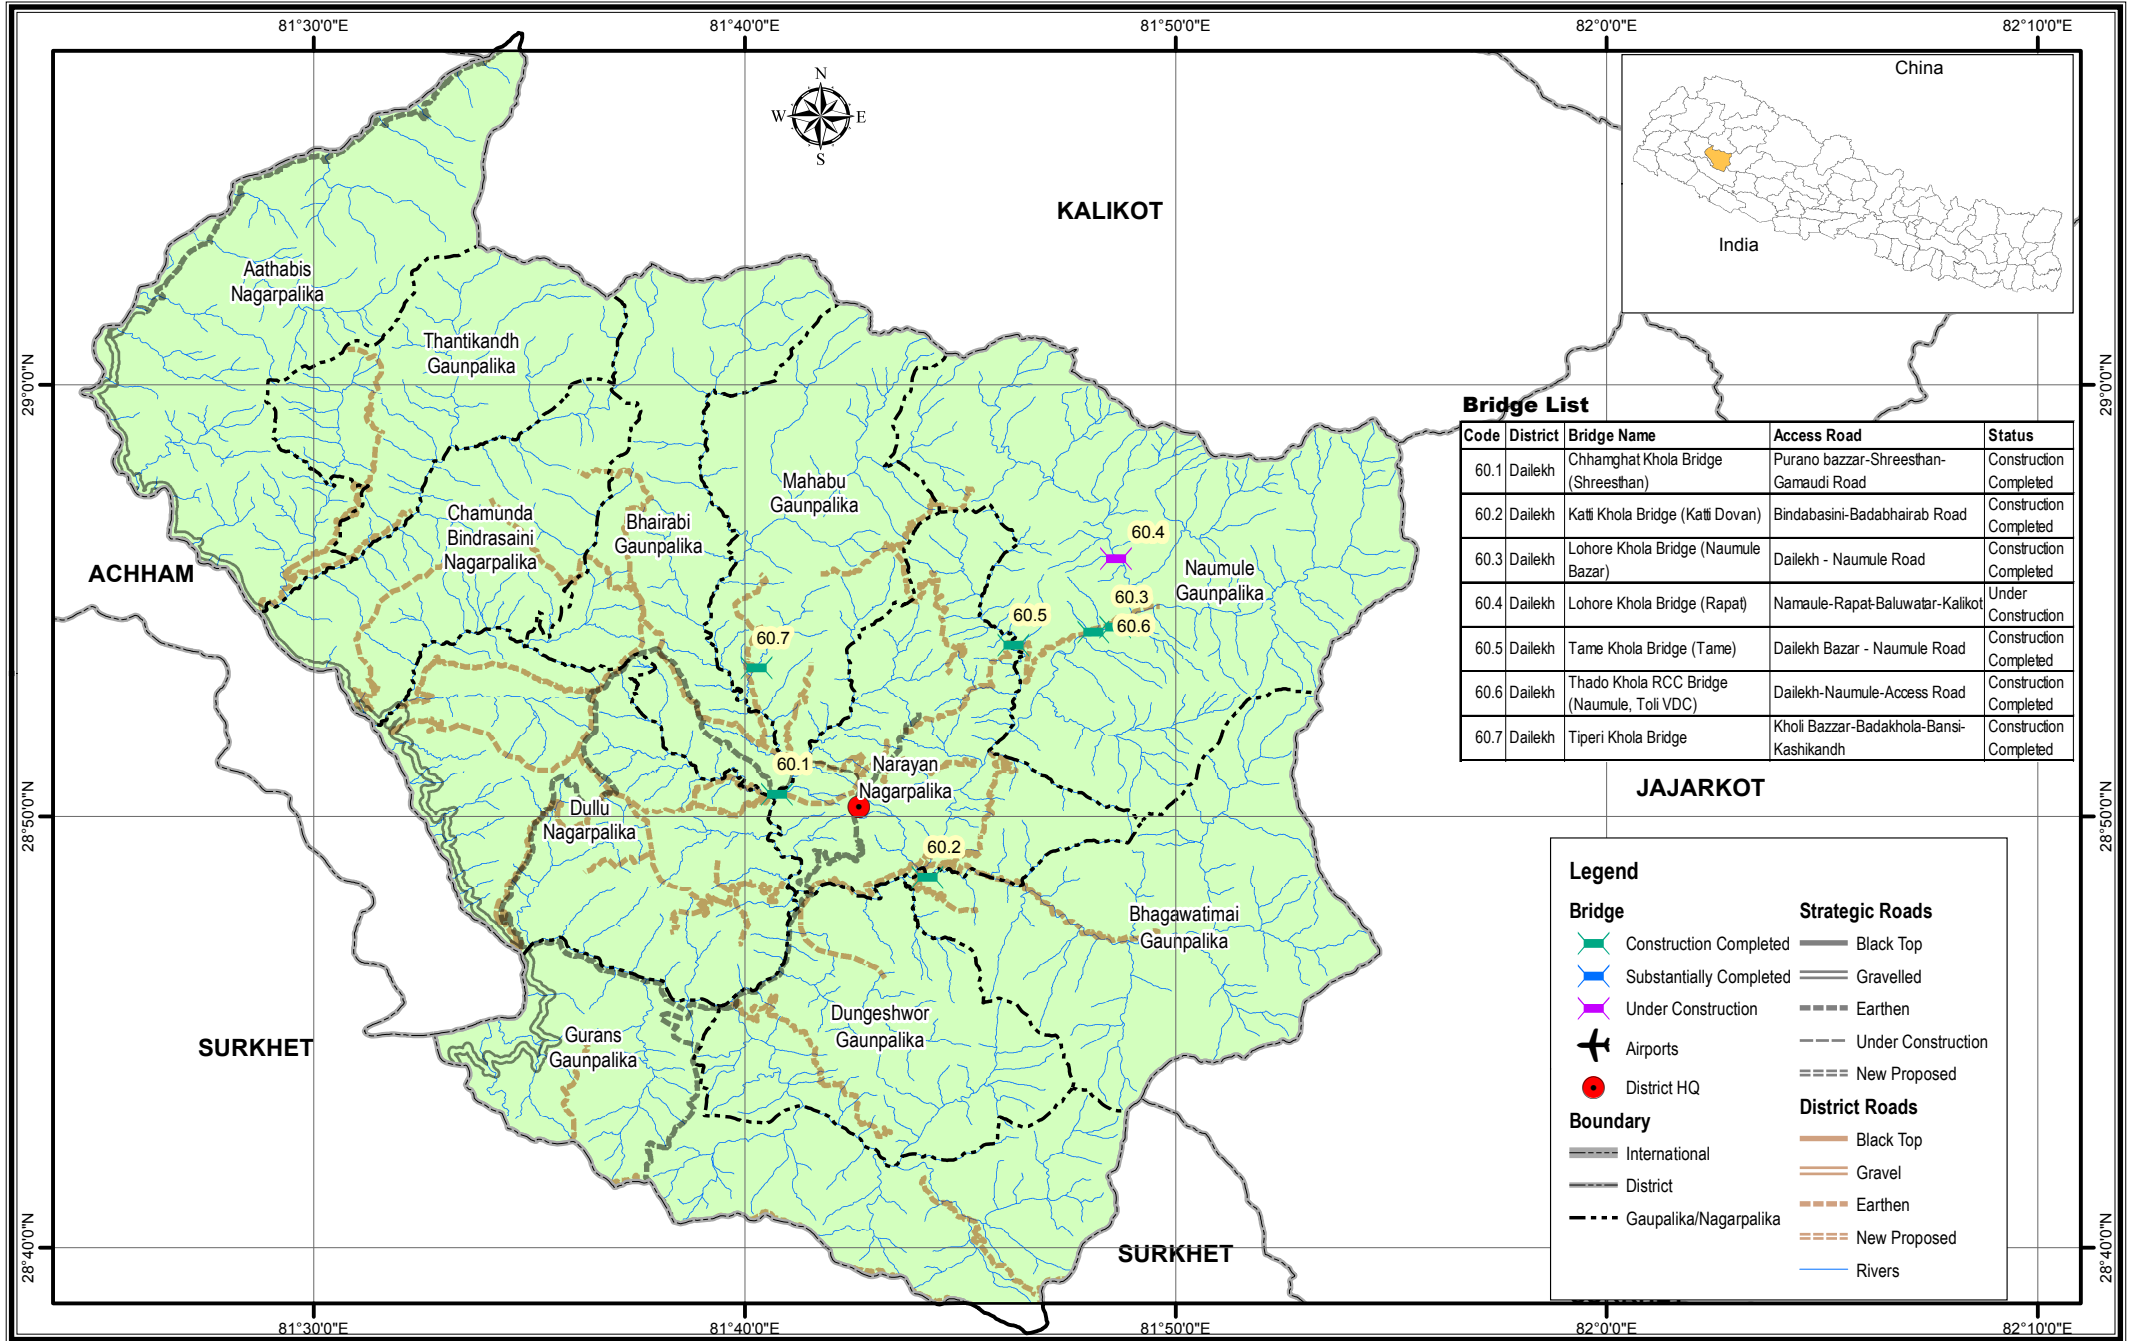 81°30'0"E
81°40'0"E
81°50'0"E
82°0'0"E
82°10'0"E
N
W
E
S
China
India
KALIKOT
Aathabis
Nagarpalika
Thantikandh
Gaunpalika
29°0'0"N
29°0'0"N
Bridge List
Code District Bridge Name Access Road Status
60.1 Dailekh Chhamghat Khola Bridge (Shreesthan) Purano bazzar-Shreesthan-Gamaudi Road Construction Completed
60.2 Dailekh Katti Khola Bridge (Katti Dovan) Bindabasini-Badabhairab Road Construction Completed
60.3 Dailekh Lohore Khola Bridge (Naumule Bazar) Dailekh - Naumule Road Construction Completed
60.4 Dailekh Lohore Khola Bridge (Rapat) Namaule-Rapat-Baluwatar-Kalikot Under Construction
60.5 Dailekh Tame Khola Bridge (Tame) Dailekh Bazar - Naumule Road Construction Completed
60.6 Dailekh Thado Khola RCC Bridge (Naumule, Toli VDC) Dailekh-Naumule-Access Road Construction Completed
60.7 Dailekh Tiperi Khola Bridge Kholi Bazzar-Badakhola-Bansi-Kashikandh Construction Completed
Mahabu
Gaunpalika
Chamunda
Bindrasaini
Nagarpalika
Bhairabi
Gaunpalika
60.4
ACHHAM
Naumule
Gaunpalika
60.3
60.5
60.6
60.7
60.1
Narayan
Nagarpalika
JAJARKOT
Dullu
Nagarpalika
28°50'0"N
28°50'0"N
60.2
Bhagawatimai
Gaunpalika
Dungeshwor
Gaunpalika
Gurans
Gaunpalika
SURKHET
SURKHET
28°40'0"N
28°40'0"N
Legend
Bridge
Construction Completed
Substantially Completed
Under Construction
Airports
District HQ
Boundary
International
District
Gaupalika/Nagarpalika
Strategic Roads
Black Top
Gravelled
Earthen
Under Construction
New Proposed
District Roads
Black Top
Gravel
Earthen
New Proposed
Rivers
81°30'0"E
81°40'0"E
81°50'0"E
82°0'0"E
82°10'0"E